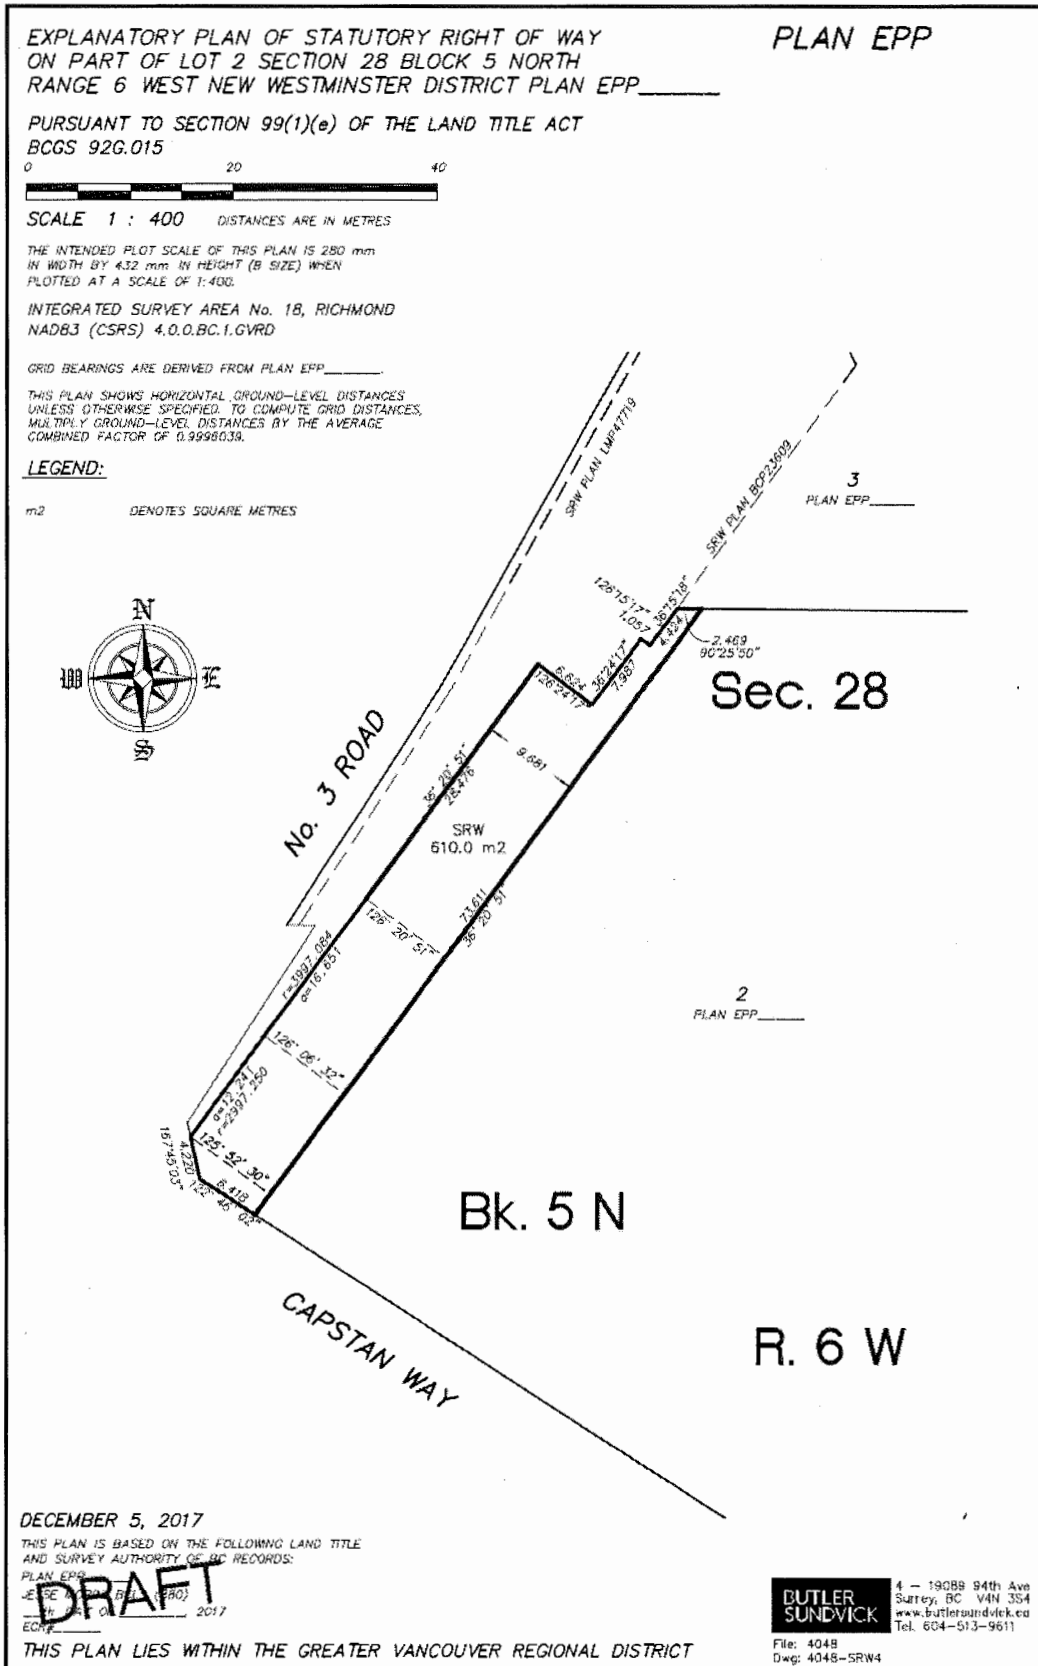 EXPLANATORY PLAN OF STATUTORY RIGHT OF WAY
ON PART OF LOT 2 SECTION 28 BLOCK 5 NORTH
RANGE 6 WEST NEW WESTMINSTER DISTRICT PLAN EPP______
PLAN EPP
PURSUANT TO SECTION 99(1)(e) OF THE LAND TITLE ACT
BCGS 92G.015
0 20 40
SCALE 1 : 400 DISTANCES ARE IN METRES
THE INTENDED PLOT SCALE OF THIS PLAN IS 280 mm
IN WIDTH BY 432 mm IN HEIGHT (B SIZE) WHEN
PLOTTED AT A SCALE OF 1:400.
INTEGRATED SURVEY AREA No. 18, RICHMOND
NAD83 (CSRS) 4.0.0.BC.1.GVRD
GRID BEARINGS ARE DERIVED FROM PLAN EPP______.
THIS PLAN SHOWS HORIZONTAL GROUND-LEVEL DISTANCES
UNLESS OTHERWISE SPECIFIED. TO COMPUTE GRID DISTANCES,
MULTIPLY GROUND-LEVEL DISTANCES BY THE AVERAGE
COMBINED FACTOR OF 0.9996039.
LEGEND:
m2 DENOTES SQUARE METRES
N
W E
S
SRW PLAN LMP47719
SRW PLAN BCP23609
3
PLAN EPP______
126°15'17"
1.057
36°15'18"
4.424
2.469
90°25'50"
6.624
126°24'17"
36°24'17"
7.987
Sec. 28
No. 3 ROAD
36° 20' 51"
28.476
9.681
SRW
610.0 m2
73.611
36° 20' 51"
126° 20' 51"
r=3997.084
a=16.651
2
PLAN EPP______
126° 06' 32"
a=12.241
r=2997.250
125° 52' 30"
4.220
167°45'03"
6.418
122° 46' 02"
Bk. 5 N
CAPSTAN WAY
R. 6 W
DECEMBER 5, 2017
THIS PLAN IS BASED ON THE FOLLOWING LAND TITLE
AND SURVEY AUTHORITY OF BC RECORDS:
PLAN EPP
DRAFT
2017
ECR#
THIS PLAN LIES WITHIN THE GREATER VANCOUVER REGIONAL DISTRICT
BUTLER
SUNDVICK
4 - 19089 94th Ave
Surrey, BC V4N 3S4
www.butlersundvick.ca
Tel. 604-513-9611
File: 4048
Dwg: 4048-SRW4